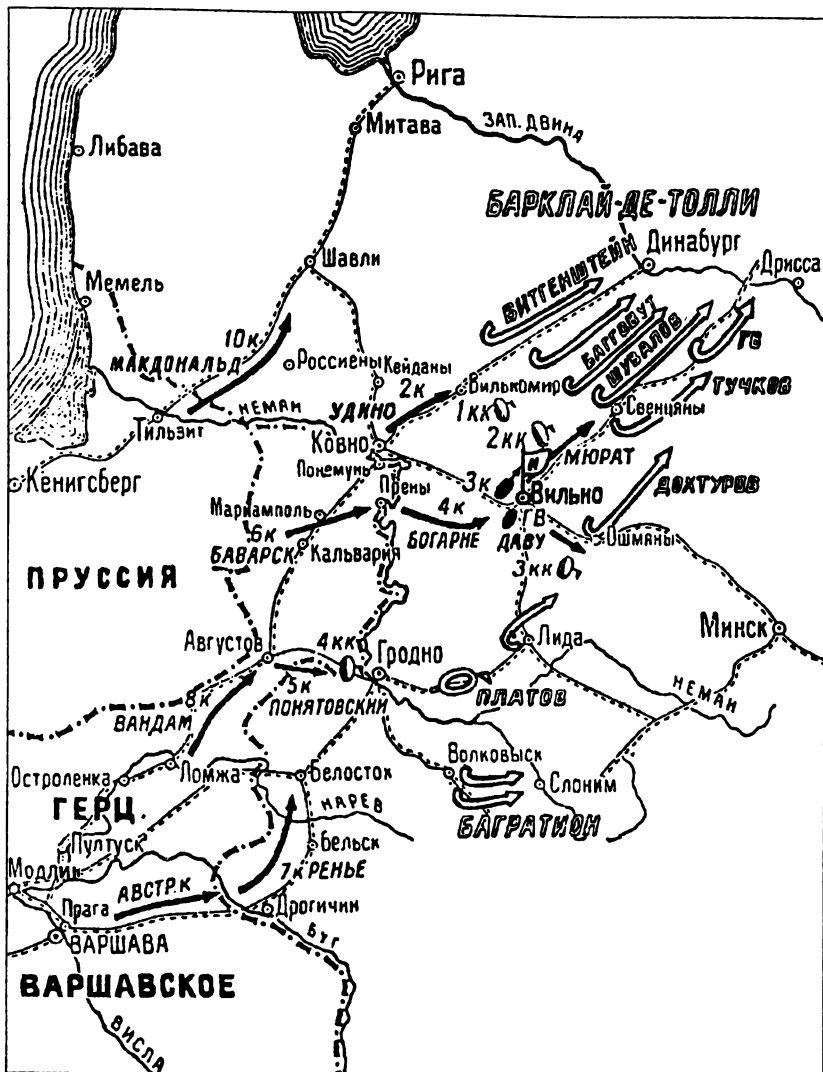 Рига
Митава
ЗАП. ДВИНА
Либава
БАРКЛАЙ-ДЕ-ТОЛЛИ
Динабург
Дрисса
ВИТГЕНШТЕЙН
Шавли
Мемель
БАГГОВУТ
ШУВАЛОВ
ГВ
10к
МАКДОНАЛЬД
Россиены
Кейданы
2к
Вилькомир
ТУЧКОВ
УДИНО
1кк
Свенцяны
Тильзит
НЕМАН
2кк
Ковно
N
МЮРАТ
Кенигсберг
Понемунь
3к
ВИЛЬНО
ДОХТУРОВ
Прены
Мариамполь
4к
ГВ
6к
БОГАРНЕ
ДАВУ
Ошмяны
БАВАРСК
Кальвария
3кк
ПРУССИЯ
Минск
Августов
4кк
Гродно
Лида
5к
ПОНЯТОВСКИЙ
ПЛАТОВ
НЕМАН
8к
ВАНДАМ
Волковыск
Остроленка
Ломжа
Белосток
Слоним
ГЕРЦ.
НАРЕВ
БАГРАТИОН
Пултуск
Бельск
Модлин
7к РЕНЬЕ
АВСТР.К
Прага
Дрогичин
ВАРШАВА
БУГ
ВАРШАВСКОЕ
ВИСЛА